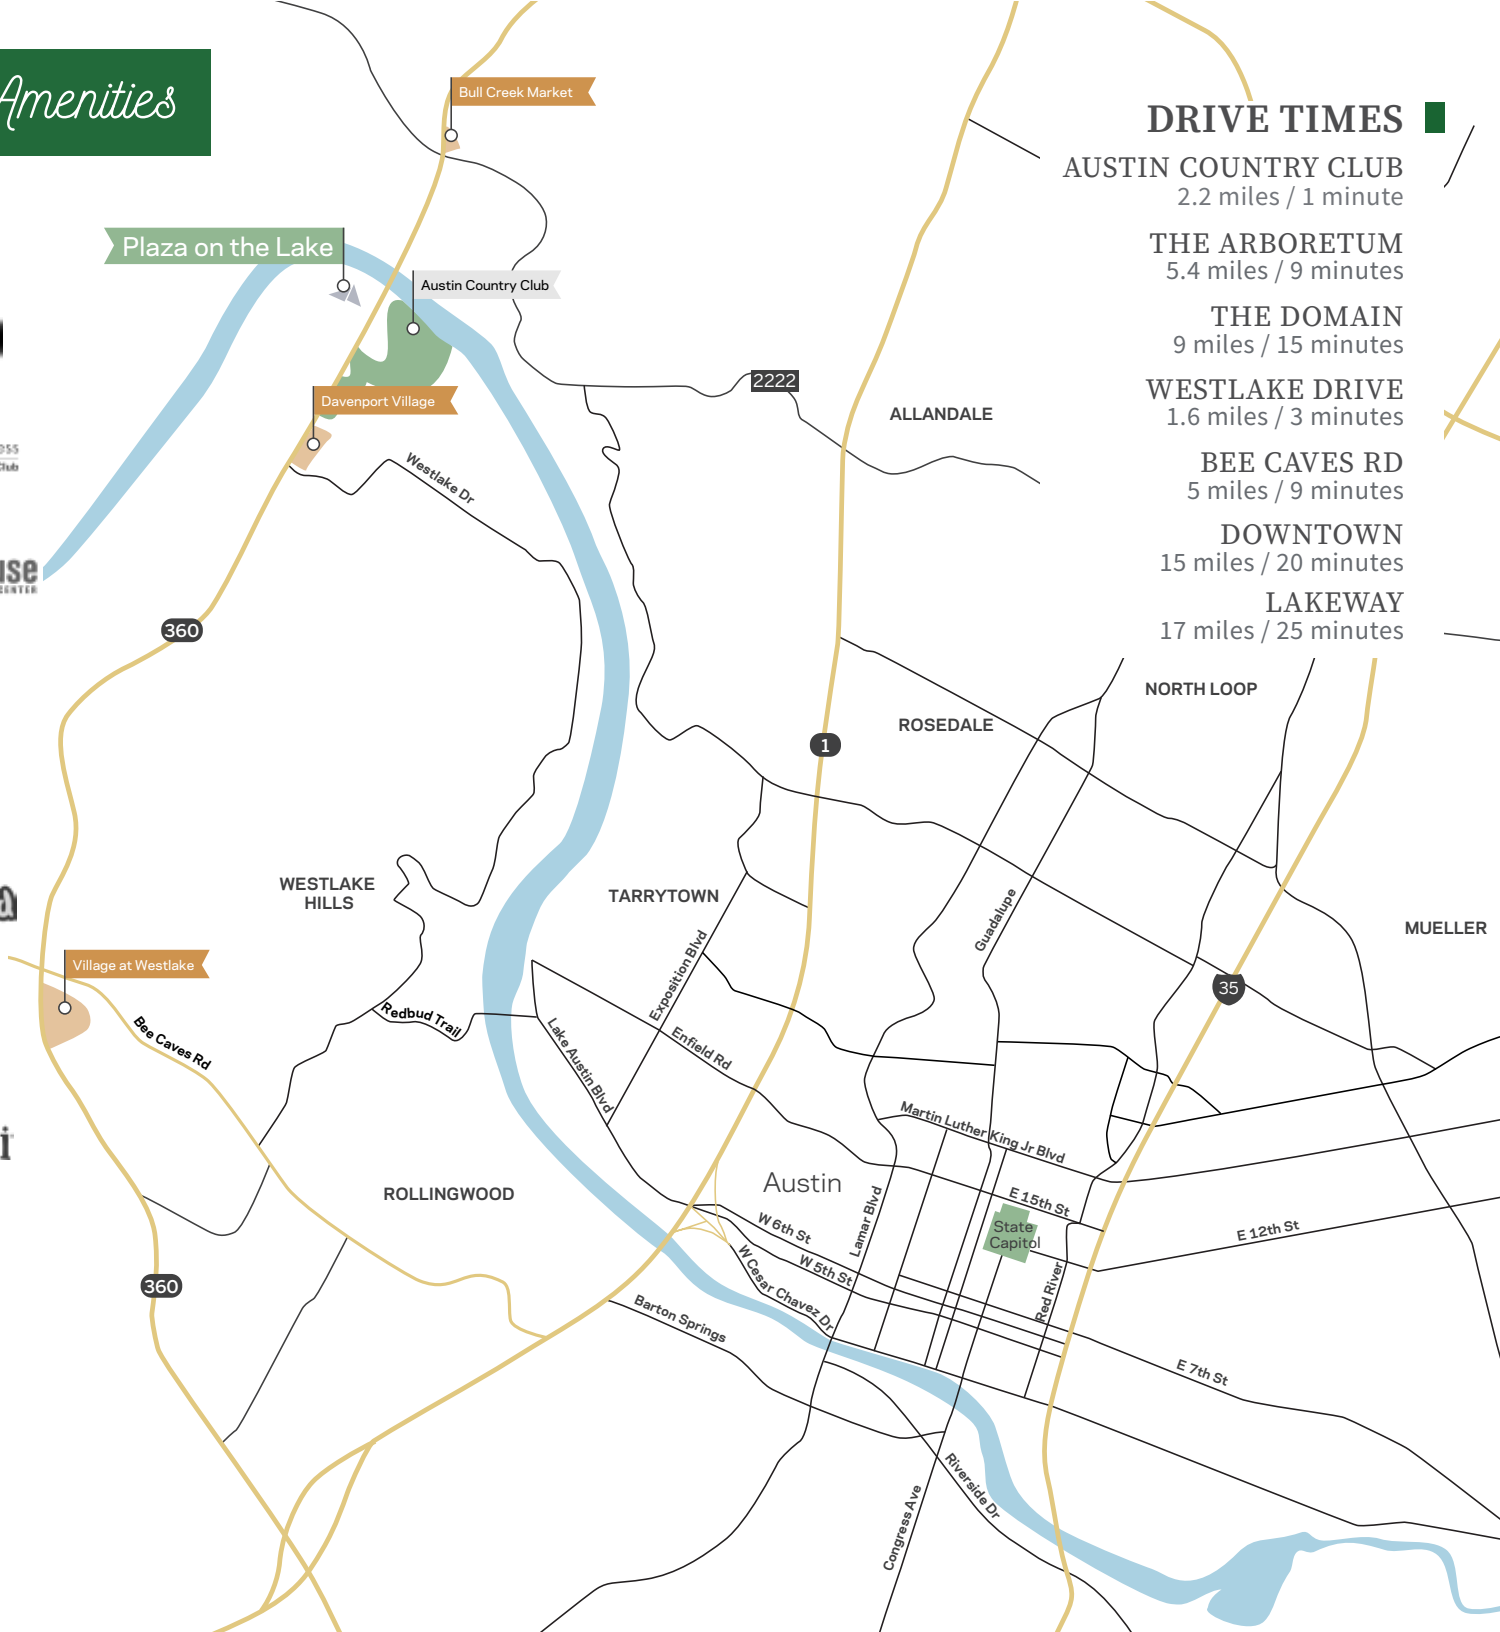 Amenities
Bull Creek Market
DRIVE TIMES
AUSTIN COUNTRY CLUB
2.2 miles / 1 minute
THE ARBORETUM
5.4 miles / 9 minutes
THE DOMAIN
9 miles / 15 minutes
WESTLAKE DRIVE
1.6 miles / 3 minutes
BEE CAVES RD
5 miles / 9 minutes
DOWNTOWN
15 miles / 20 minutes
LAKEWAY
17 miles / 25 minutes
Plaza on the Lake
Austin Country Club
2222
Davenport Village
ALLANDALE
ess
Club
Westlake Dr
use
CENTER
360
NORTH LOOP
ROSEDALE
1
WESTLAKE
HILLS
TARRYTOWN
Guadalupe
MUELLER
Village at Westlake
Exposition Blvd
35
Bee Caves Rd
Redbud Trail
Lake Austin Blvd
Enfield Rd
Martin Luther King Jr Blvd
Austin
ROLLINGWOOD
E 15th St
Lamar Blvd
W 6th St
State
Capitol
E 12th St
W 5th St
W Cesar Chavez Dr
Red River
360
Barton Springs
E 7th St
Congress Ave
Riverside Dr